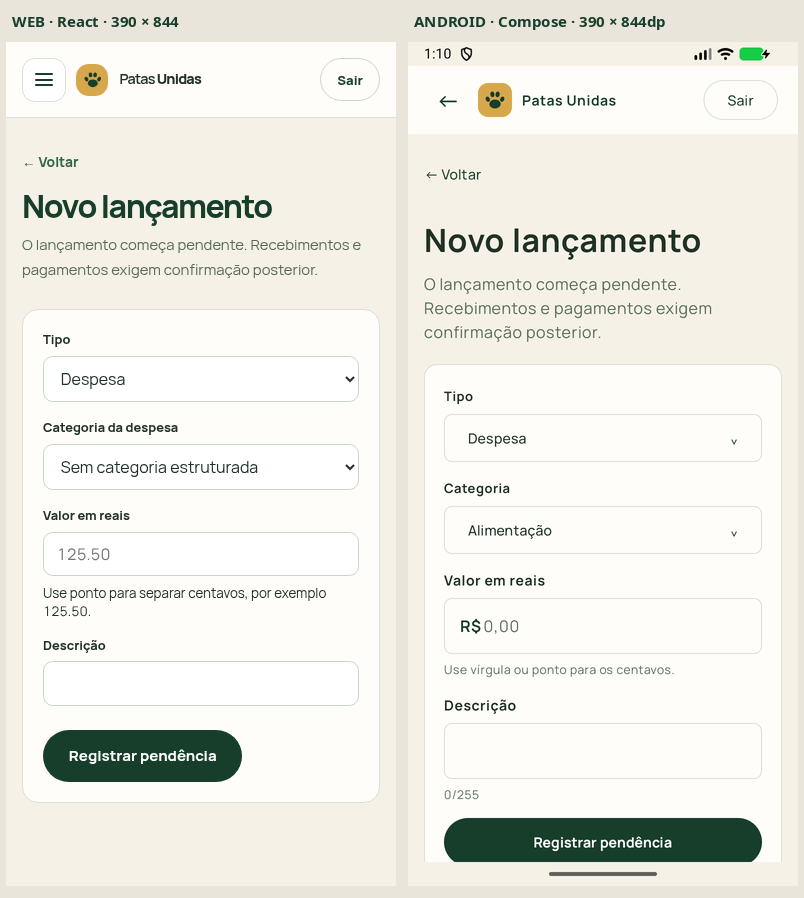 WEB · React · 390 × 844
Patas Unidas
Sair
← Voltar
Novo lançamento
O lançamento começa pendente. Recebimentos e
pagamentos exigem confirmação posterior.
Tipo
Despesa
Categoria da despesa
Sem categoria estruturada
Valor em reais
125.50
Use ponto para separar centavos, por exemplo
125.50.
Descrição
Registrar pendência
ANDROID · Compose · 390 × 844dp
1:10
← Patas Unidas
Sair
← Voltar
Novo lançamento
O lançamento começa pendente.
Recebimentos e pagamentos exigem
confirmação posterior.
Tipo
Despesa v
Categoria
Alimentação v
Valor em reais
R$ 0,00
Use vírgula ou ponto para os centavos.
Descrição
0/255
Registrar pendência